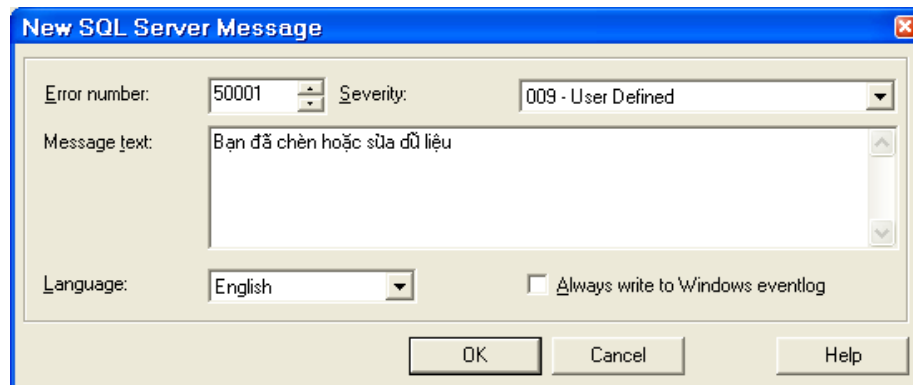 New SQL Server Message
Error number: 50001 Severity: 009 - User Defined
Message text: Bạn đã chèn hoặc sửa dữ liệu
Language: English Always write to Windows eventlog
OK Cancel Help